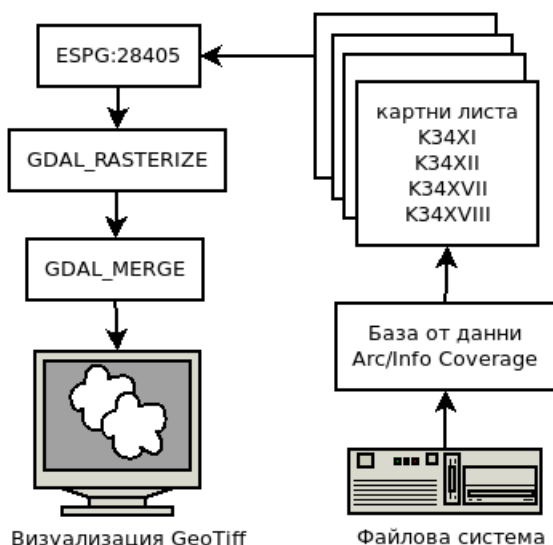 ESPG:28405
GDAL_RASTERIZE
GDAL_MERGE
Визуализация GeoTiff
картни листа
K34XI
K34XII
K34XVII
K34XVIII
База от данни
Arc/Info Coverage
Файлова система